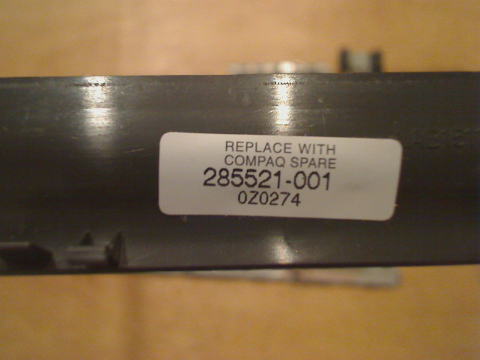 REPLACE WITH
COMPAQ SPARE
285521-001
0Z0274